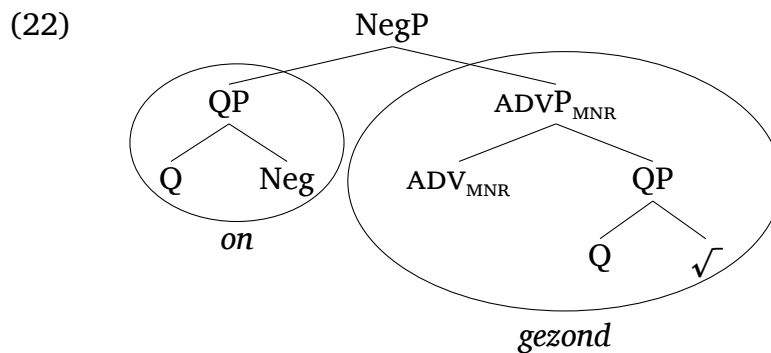 (22) NegP
QP ADVP_MNR
Q Neg ADV_MNR QP
on Q √
gezond